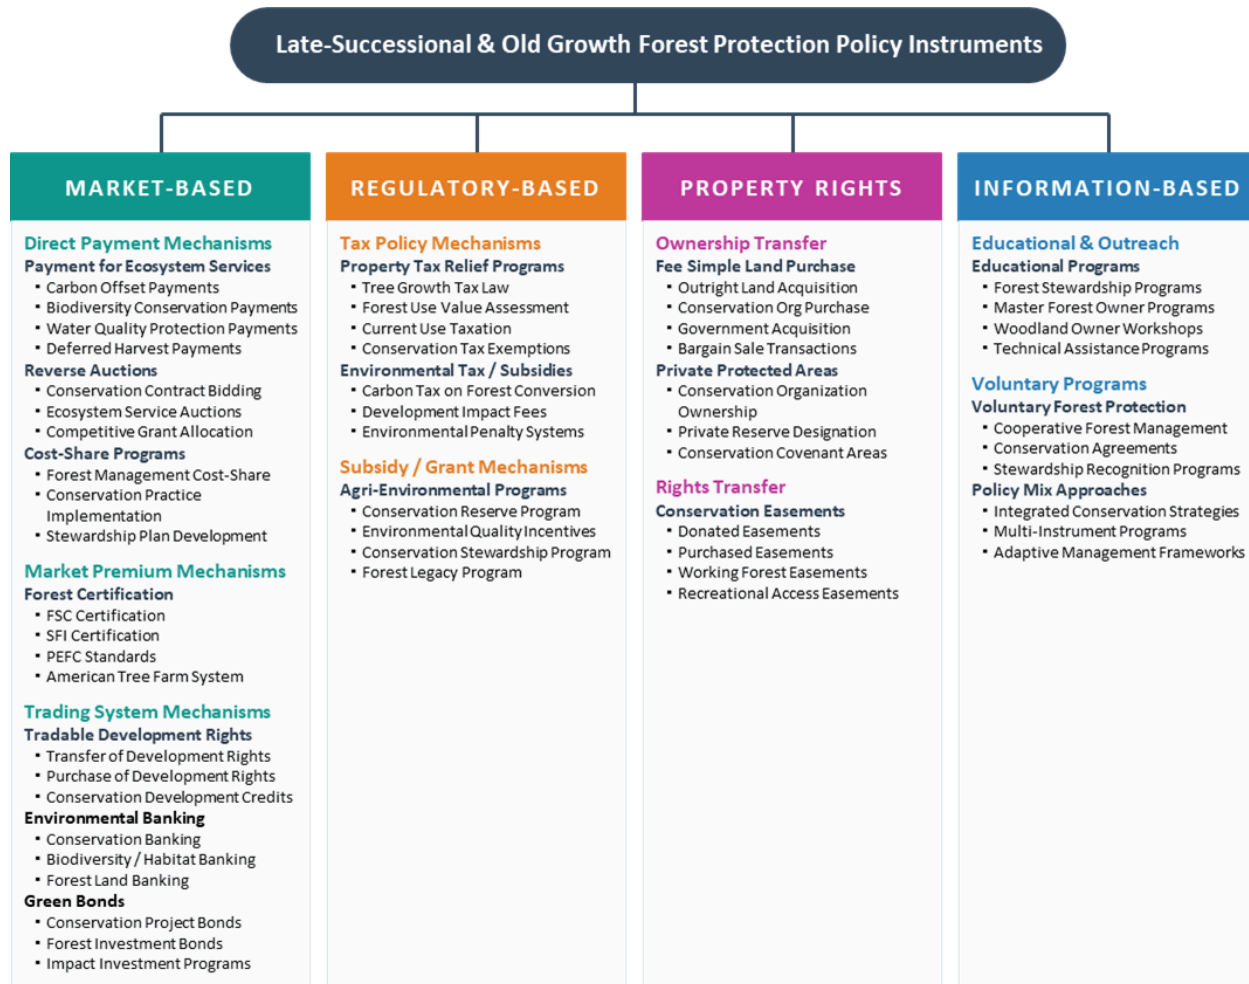 Late-Successional & Old Growth Forest Protection Policy Instruments
MARKET-BASED
Direct Payment Mechanisms
Payment for Ecosystem Services
▪ Carbon Offset Payments
▪ Biodiversity Conservation Payments
▪ Water Quality Protection Payments
▪ Deferred Harvest Payments
Reverse Auctions
▪ Conservation Contract Bidding
▪ Ecosystem Service Auctions
▪ Competitive Grant Allocation
Cost-Share Programs
▪ Forest Management Cost-Share
▪ Conservation Practice
Implementation
▪ Stewardship Plan Development
Market Premium Mechanisms
Forest Certification
▪ FSC Certification
▪ SFI Certification
▪ PEFC Standards
▪ American Tree Farm System
Trading System Mechanisms
Tradable Development Rights
▪ Transfer of Development Rights
▪ Purchase of Development Rights
▪ Conservation Development Credits
Environmental Banking
▪ Conservation Banking
▪ Biodiversity / Habitat Banking
▪ Forest Land Banking
Green Bonds
▪ Conservation Project Bonds
▪ Forest Investment Bonds
▪ Impact Investment Programs
REGULATORY-BASED
Tax Policy Mechanisms
Property Tax Relief Programs
▪ Tree Growth Tax Law
▪ Forest Use Value Assessment
▪ Current Use Taxation
▪ Conservation Tax Exemptions
Environmental Tax / Subsidies
▪ Carbon Tax on Forest Conversion
▪ Development Impact Fees
▪ Environmental Penalty Systems
Subsidy / Grant Mechanisms
Agri-Environmental Programs
▪ Conservation Reserve Program
▪ Environmental Quality Incentives
▪ Conservation Stewardship Program
▪ Forest Legacy Program
PROPERTY RIGHTS
Ownership Transfer
Fee Simple Land Purchase
▪ Outright Land Acquisition
▪ Conservation Org Purchase
▪ Government Acquisition
▪ Bargain Sale Transactions
Private Protected Areas
▪ Conservation Organization
Ownership
▪ Private Reserve Designation
▪ Conservation Covenant Areas
Rights Transfer
Conservation Easements
▪ Donated Easements
▪ Purchased Easements
▪ Working Forest Easements
▪ Recreational Access Easements
INFORMATION-BASED
Educational & Outreach
Educational Programs
▪ Forest Stewardship Programs
▪ Master Forest Owner Programs
▪ Woodland Owner Workshops
▪ Technical Assistance Programs
Voluntary Programs
Voluntary Forest Protection
▪ Cooperative Forest Management
▪ Conservation Agreements
▪ Stewardship Recognition Programs
Policy Mix Approaches
▪ Integrated Conservation Strategies
▪ Multi-Instrument Programs
▪ Adaptive Management Frameworks